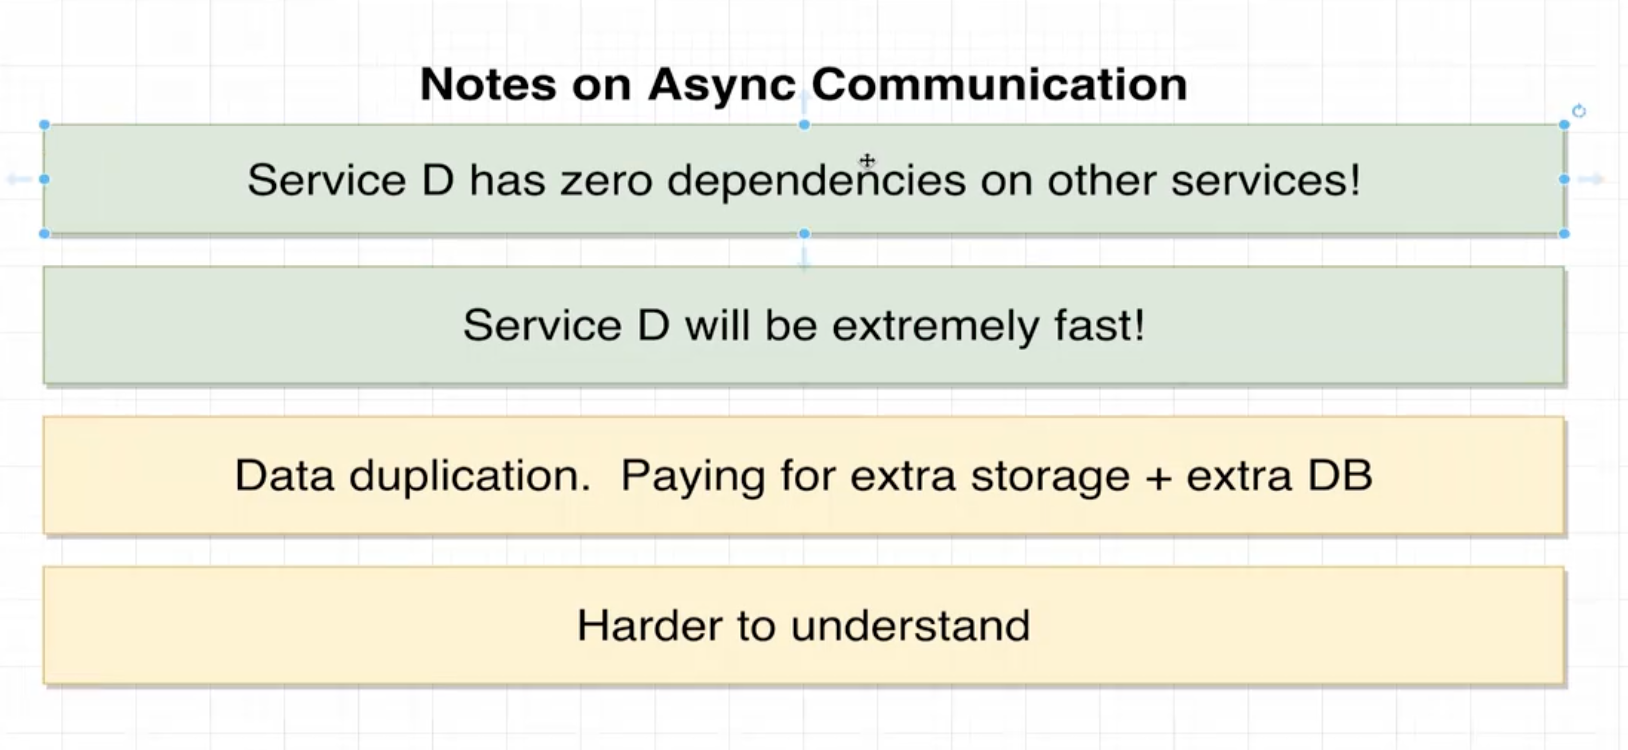 Notes on Async Communication
Service D has zero dependencies on other services!
Service D will be extremely fast!
Data duplication.  Paying for extra storage + extra DB
Harder to understand